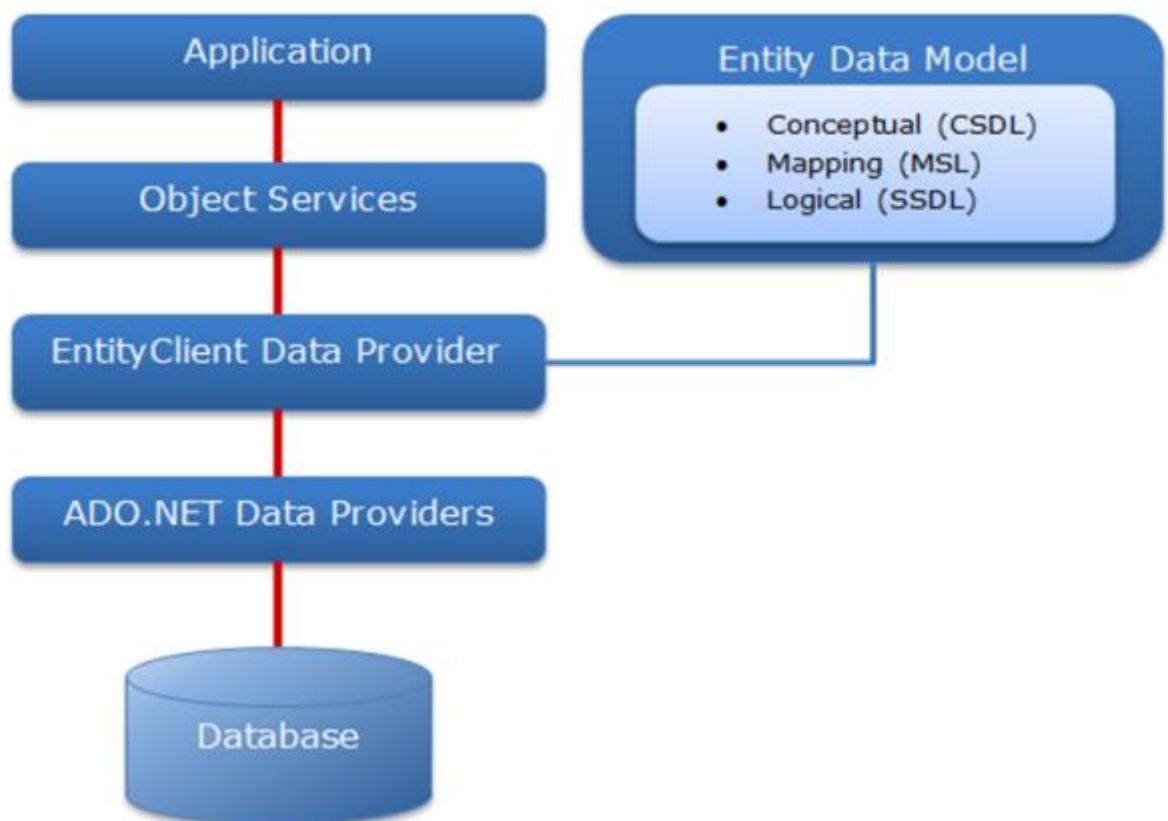 Application
Entity Data Model
• Conceptual (CSDL)
• Mapping (MSL)
• Logical (SSDL)
Object Services
EntityClient Data Provider
ADO.NET Data Providers
Database